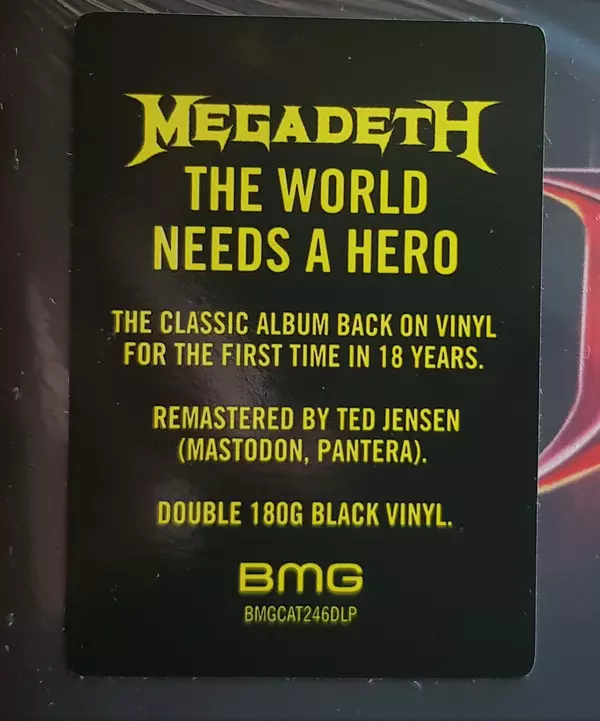 MEGADETH
THE WORLD
NEEDS A HERO
THE CLASSIC ALBUM BACK ON VINYL
FOR THE FIRST TIME IN 18 YEARS.
REMASTERED BY TED JENSEN
(MASTODON, PANTERA).
DOUBLE 180G BLACK VINYL.
BMG
BMGCAT246DLP